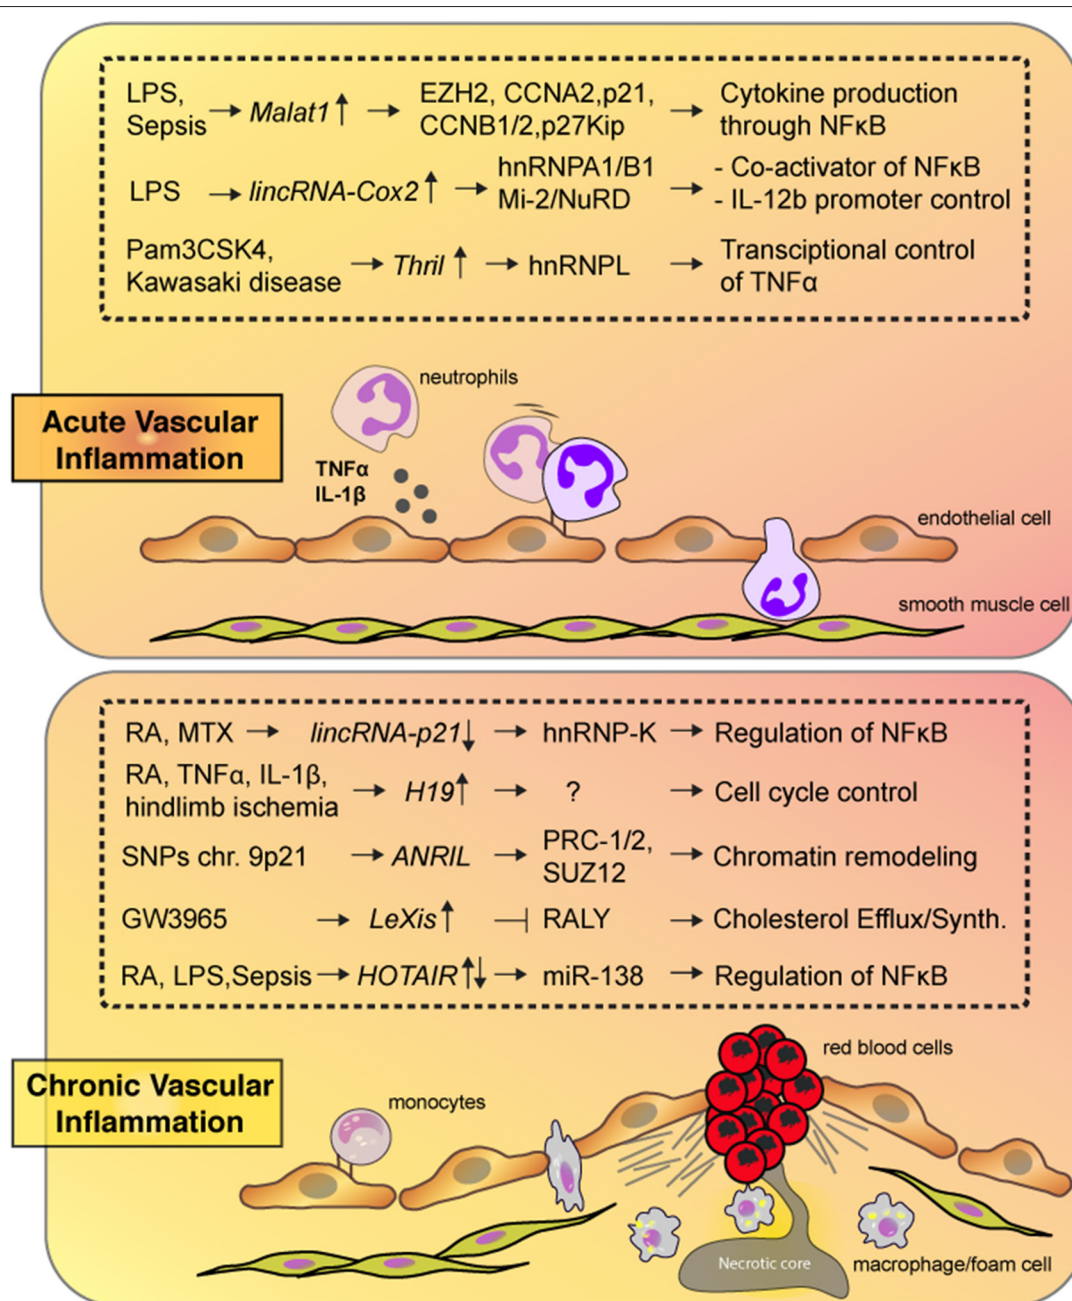 LPS,
Sepsis → Malat1↑ → EZH2, CCNA2,p21,
CCNB1/2,p27Kip → Cytokine production
through NFκB
LPS → lincRNA-Cox2↑ → hnRNPA1/B1
Mi-2/NuRD → - Co-activator of NFκB
- IL-12b promoter control
Pam3CSK4,
Kawasaki disease → Thril ↑ → hnRNPL → Transciptional control
of TNFα
neutrophils
Acute Vascular
Inflammation
TNFα
IL-1β
endothelial cell
smooth muscle cell
RA, MTX → lincRNA-p21↓ → hnRNP-K → Regulation of NFκB
RA, TNFα, IL-1β,
hindlimb ischemia → H19↑ → ? → Cell cycle control
SNPs chr. 9p21 → ANRIL → PRC-1/2,
SUZ12 → Chromatin remodeling
GW3965 → LeXis↑ ⊣ RALY → Cholesterol Efflux/Synth.
RA, LPS,Sepsis → HOTAIR↑↓ → miR-138 → Regulation of NFκB
red blood cells
Chronic Vascular
Inflammation
monocytes
Necrotic core
macrophage/foam cell